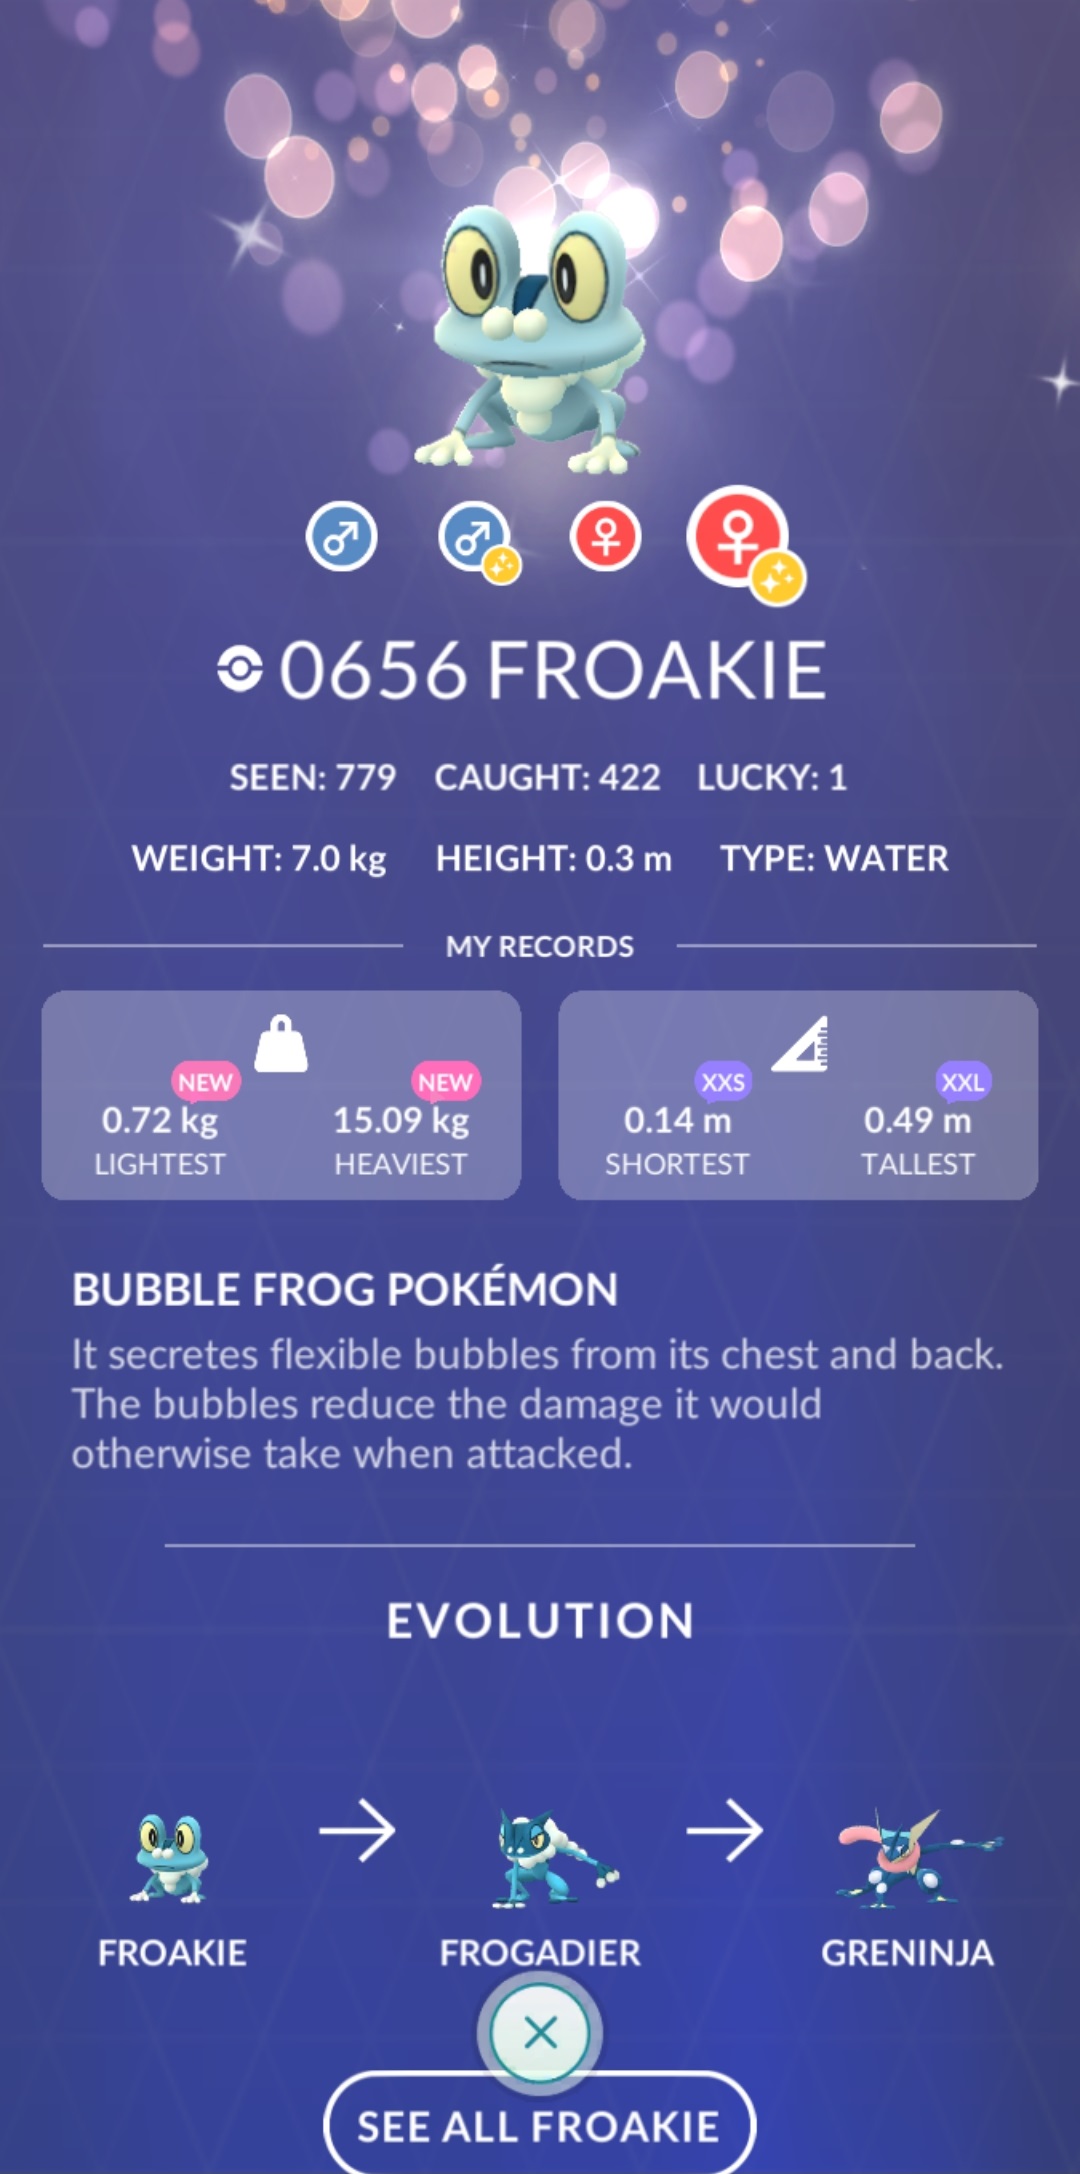 0656 FROAKIE
SEEN: 779 CAUGHT: 422 LUCKY: 1
WEIGHT: 7.0 kg HEIGHT: 0.3 m TYPE: WATER
MY RECORDS
NEW NEW XXS XXL
0.72 kg 15.09 kg 0.14 m 0.49 m
LIGHTEST HEAVIEST SHORTEST TALLEST
BUBBLE FROG POKÉMON
It secretes flexible bubbles from its chest and back.
The bubbles reduce the damage it would
otherwise take when attacked.
EVOLUTION
FROAKIE FROGADIER GRENINJA
SEE ALL FROAKIE